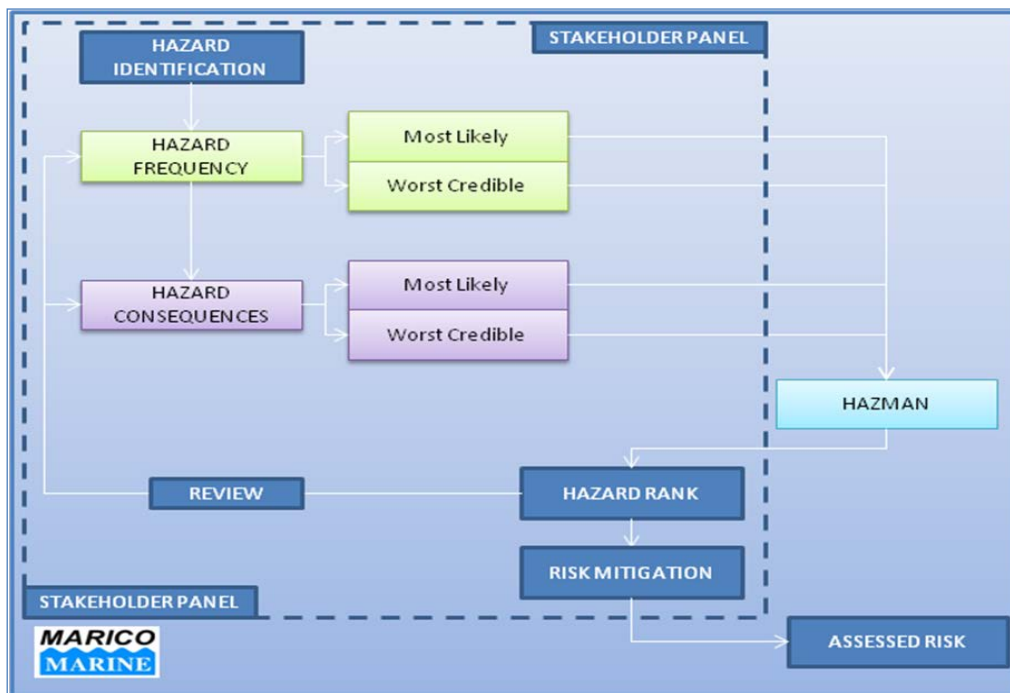 STAKEHOLDER PANEL
HAZARD
IDENTIFICATION
HAZARD
FREQUENCY
Most Likely
Worst Credible
HAZARD
CONSEQUENCES
Most Likely
Worst Credible
HAZMAN
REVIEW
HAZARD RANK
RISK MITIGATION
STAKEHOLDER PANEL
ASSESSED RISK
MARICO
MARINE